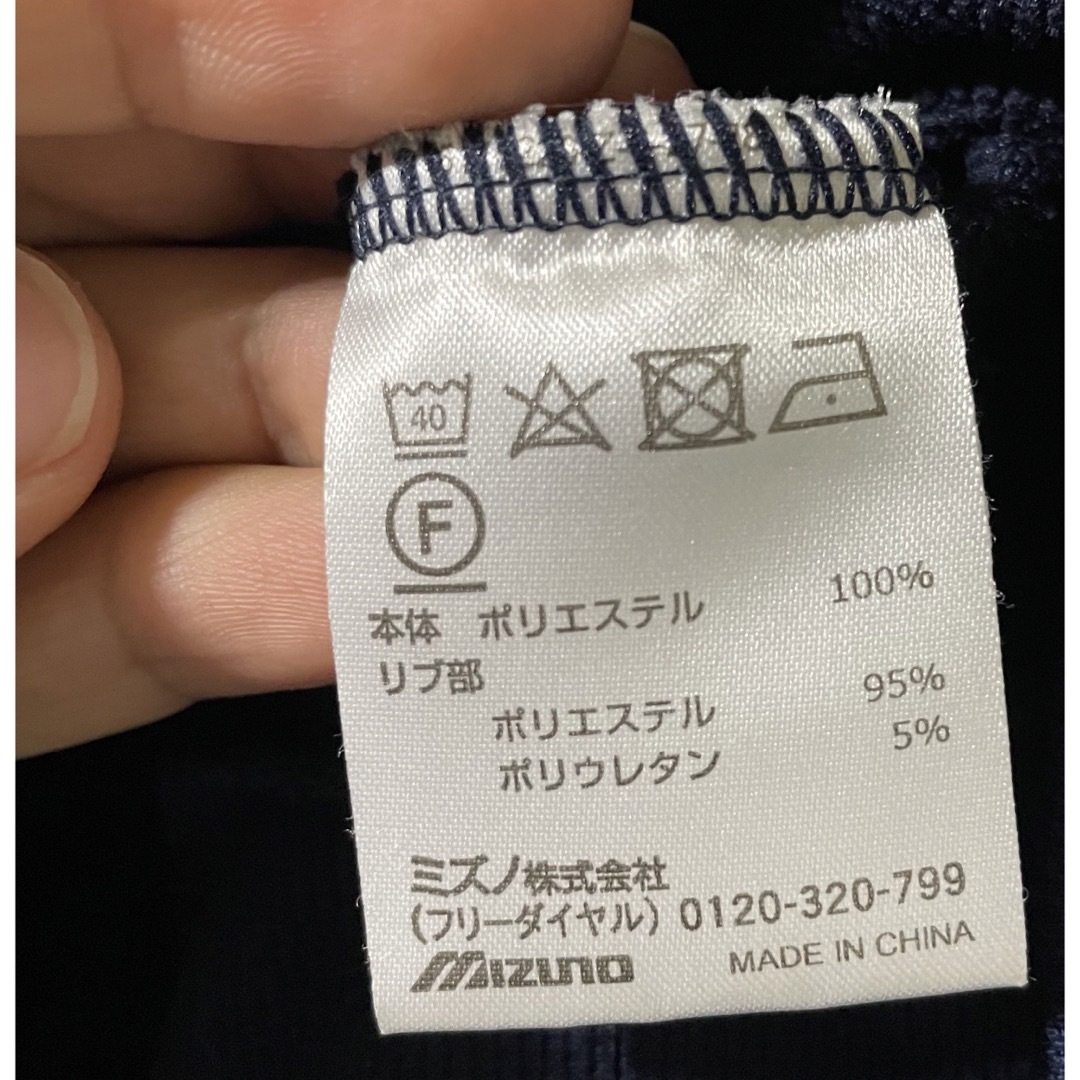 40
F
本体 ポリエステル 100%
リブ部
ポリエステル 95%
ポリウレタン 5%
ミズノ株式会社
(フリーダイヤル) 0120-320-799
Mizuno MADE IN CHINA